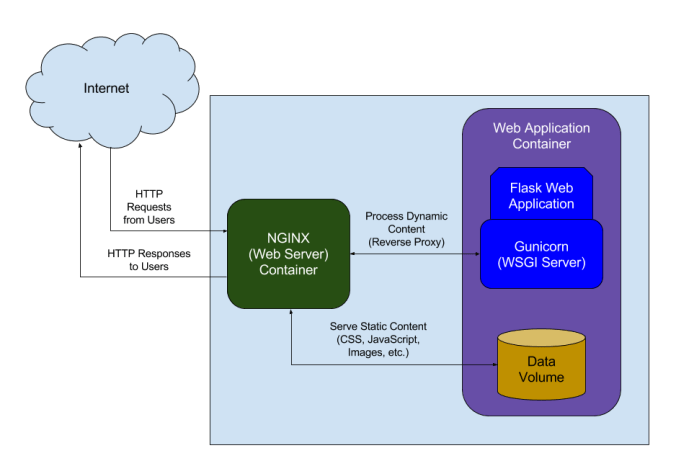 Internet
HTTP
Requests
from Users
HTTP Responses
to Users
NGINX
(Web Server)
Container
Process Dynamic
Content
(Reverse Proxy)
Serve Static Content
(CSS, JavaScript,
Images, etc.)
Web Application
Container
Flask Web
Application
Gunicorn
(WSGI Server)
Data
Volume